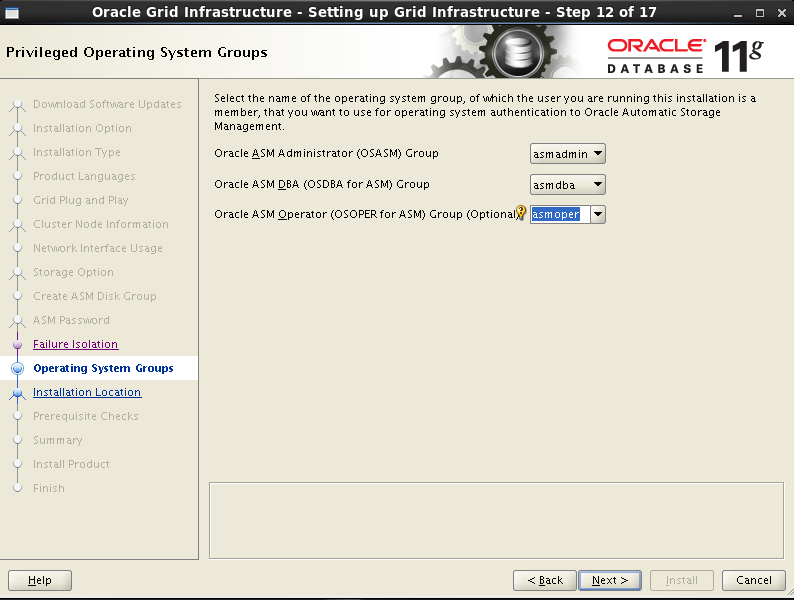 Oracle Grid Infrastructure - Setting up Grid Infrastructure - Step 12 of 17
Privileged Operating System Groups
ORACLE
DATABASE 11g
Download Software Updates
Installation Option
Installation Type
Product Languages
Grid Plug and Play
Cluster Node Information
Network Interface Usage
Storage Option
Create ASM Disk Group
ASM Password
Failure Isolation
Operating System Groups
Installation Location
Prerequisite Checks
Summary
Install Product
Finish
Select the name of the operating system group, of which the user you are running this installation is a
member, that you want to use for operating system authentication to Oracle Automatic Storage
Management.
Oracle ASM Administrator (OSASM) Group asmadmin
Oracle ASM DBA (OSDBA for ASM) Group asmdba
Oracle ASM Operator (OSOPER for ASM) Group (Optional) asmoper
Help
< Back
Next >
Install
Cancel